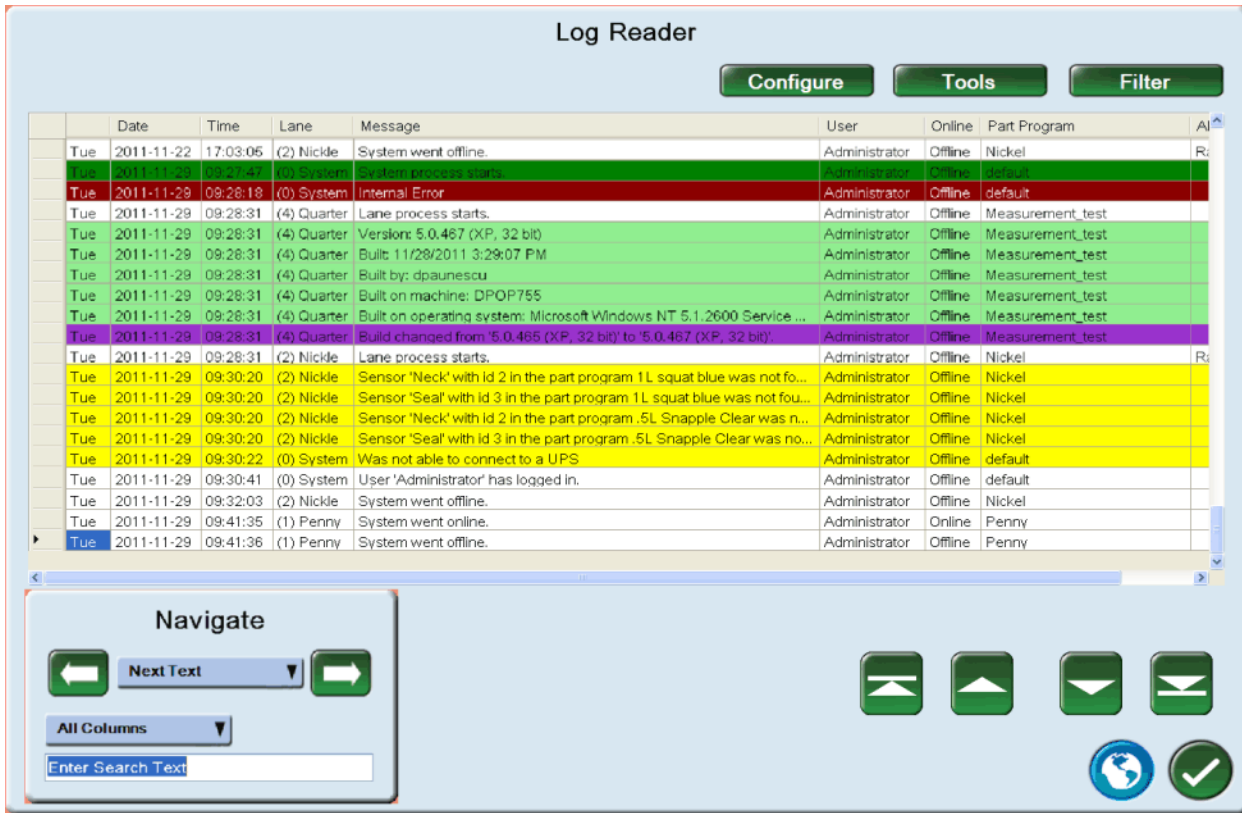 Log Reader
Configure Tools Filter
Date Time Lane Message User Online Part Program
Tue 2011-11-22 17:03:05 (2) Nickle System went offline. Administrator Offline Nickel
Tue 2011-11-29 09:27:47 (0) System System process starts. Administrator Offline default
Tue 2011-11-29 09:28:18 (0) System Internal Error Administrator Offline default
Tue 2011-11-29 09:28:31 (4) Quarter Lane process starts. Administrator Offline Measurement_test
Tue 2011-11-29 09:28:31 (4) Quarter Version: 5.0.467 (XP, 32 bit) Administrator Offline Measurement_test
Tue 2011-11-29 09:28:31 (4) Quarter Built: 11/28/2011 3:29:07 PM Administrator Offline Measurement_test
Tue 2011-11-29 09:28:31 (4) Quarter Built by: dpaunescu Administrator Offline Measurement_test
Tue 2011-11-29 09:28:31 (4) Quarter Built on machine: DPOP755 Administrator Offline Measurement_test
Tue 2011-11-29 09:28:31 (4) Quarter Built on operating system: Microsoft Windows NT 5.1.2600 Service ... Administrator Offline Measurement_test
Tue 2011-11-29 09:28:31 (4) Quarter Build changed from '5.0.465 (XP, 32 bit)' to '5.0.467 (XP, 32 bit)'. Administrator Offline Measurement_test
Tue 2011-11-29 09:28:31 (2) Nickle Lane process starts. Administrator Offline Nickel
Tue 2011-11-29 09:30:20 (2) Nickle Sensor 'Neck' with id 2 in the part program 1L squat blue was not fo... Administrator Offline Nickel
Tue 2011-11-29 09:30:20 (2) Nickle Sensor 'Seal' with id 3 in the part program 1L squat blue was not fou... Administrator Offline Nickel
Tue 2011-11-29 09:30:20 (2) Nickle Sensor 'Neck' with id 2 in the part program .5L Snapple Clear was n... Administrator Offline Nickel
Tue 2011-11-29 09:30:20 (2) Nickle Sensor 'Seal' with id 3 in the part program .5L Snapple Clear was no... Administrator Offline Nickel
Tue 2011-11-29 09:30:22 (0) System Was not able to connect to a UPS Administrator Offline default
Tue 2011-11-29 09:30:41 (0) System User 'Administrator' has logged in. Administrator Offline default
Tue 2011-11-29 09:32:03 (2) Nickle System went offline. Administrator Offline Nickel
Tue 2011-11-29 09:41:35 (1) Penny System went online. Administrator Online Penny
Tue 2011-11-29 09:41:36 (1) Penny System went offline. Administrator Offline Penny
Navigate
Next Text
All Columns
Enter Search Text